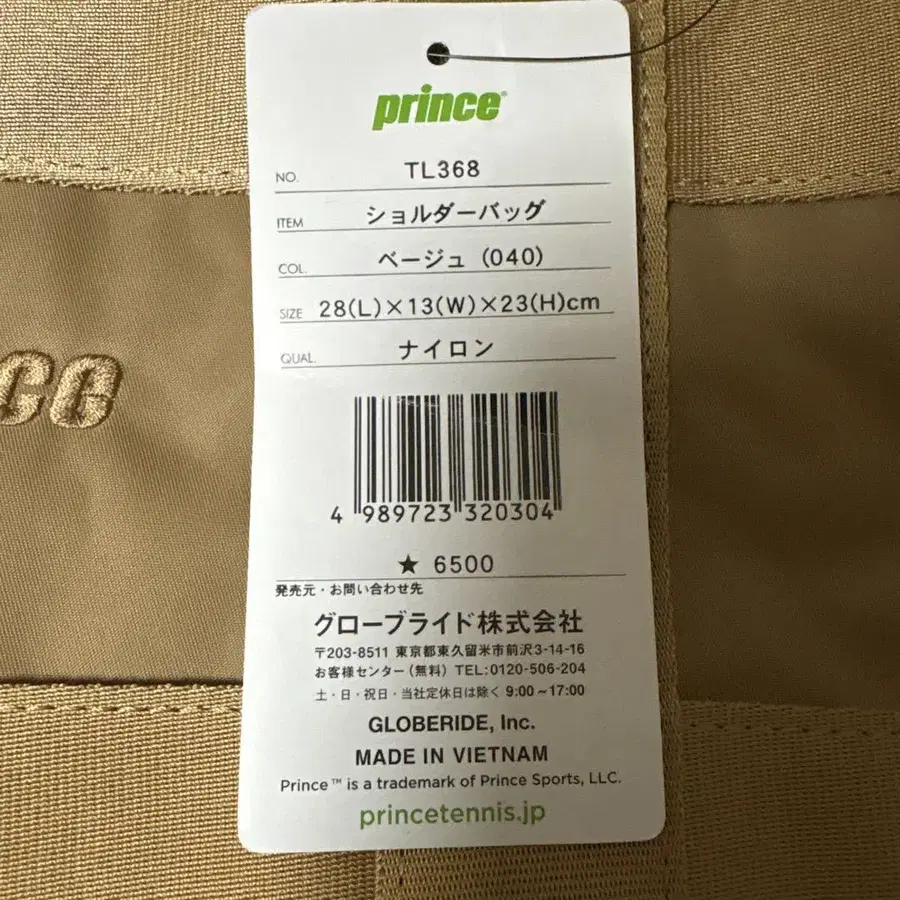 prince
NO. TL368
ITEM ショルダーバッグ
COL. ベージュ (040)
SIZE 28(L)×13(W)×23(H)cm
QUAL. ナイロン
nce
4 989723 320304
★ 6500
発売元・お問い合わせ先
グローブライド株式会社
〒203-8511 東京都東久留米市前沢3-14-16
お客様センター(無料) TEL:0120-506-204
土・日・祝日・当社定休日は除く 9:00~17:00
GLOBERIDE, Inc.
MADE IN VIETNAM
Prince™ is a trademark of Prince Sports, LLC.
princetennis.jp